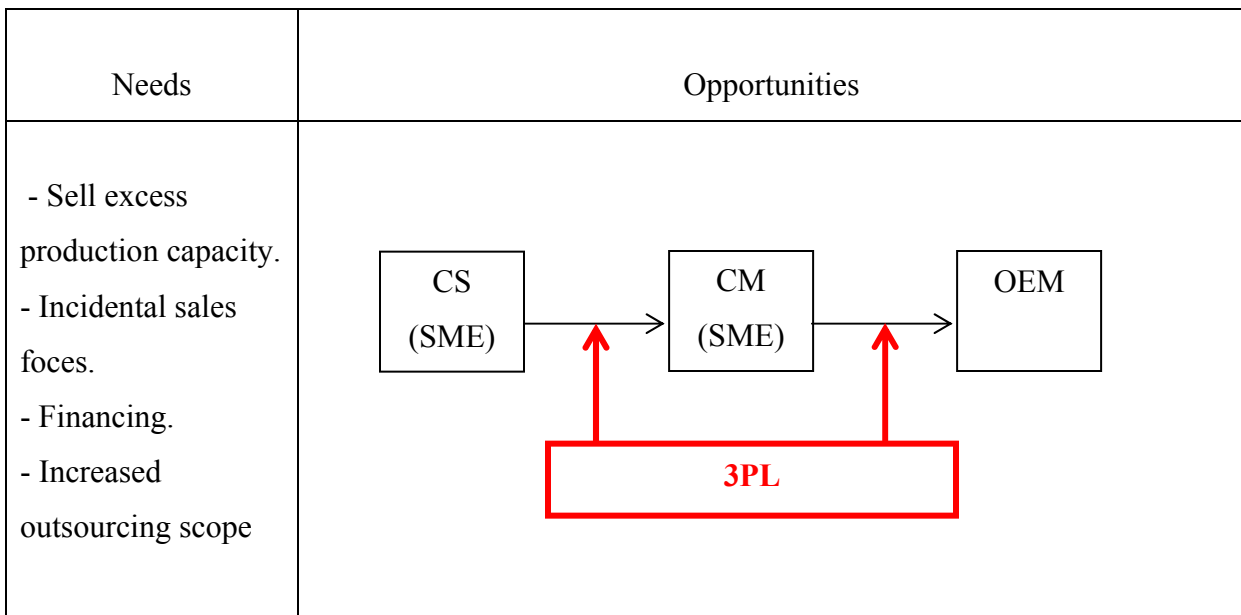 Needs
Opportunities
- Sell excess
production capacity.
- Incidental sales
foces.
- Financing.
- Increased
outsourcing scope
CS
(SME)
CM
(SME)
OEM
3PL